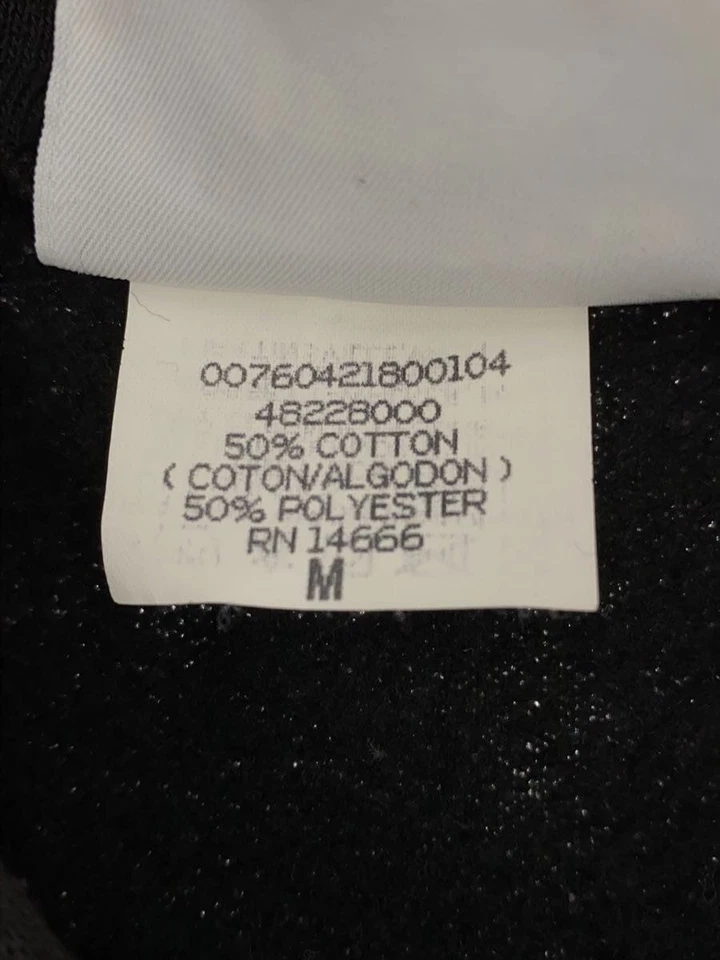 00760421800104
48228000
50% COTTON
( COTON/ALGODON )
50% POLYESTER
RN 14666
M